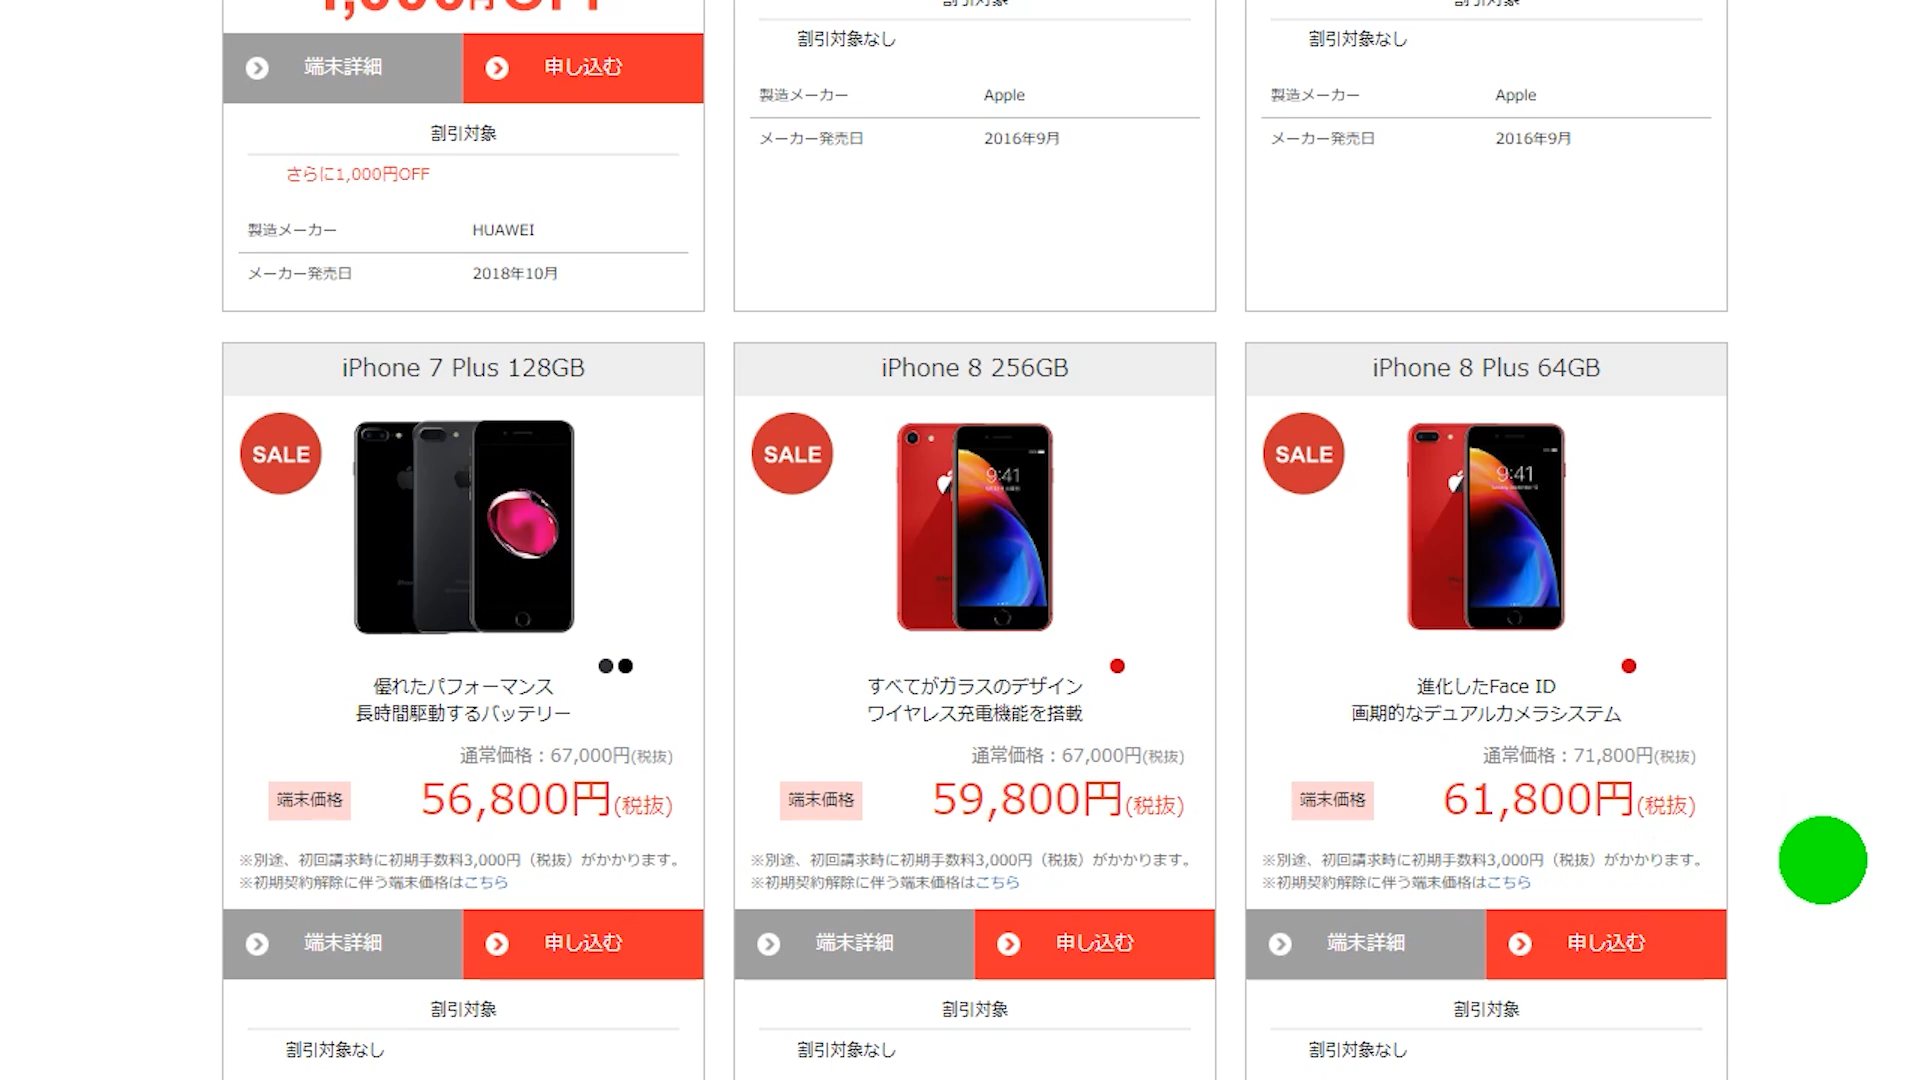 1,000円OFF
端末詳細
申し込む
割引対象
さらに1,000円OFF
製造メーカー HUAWEI
メーカー発売日 2018年10月
割引対象
割引対象なし
製造メーカー Apple
メーカー発売日 2016年9月
割引対象
割引対象なし
製造メーカー Apple
メーカー発売日 2016年9月
iPhone 7 Plus 128GB
SALE
優れたパフォーマンス
長時間駆動するバッテリー
通常価格：67,000円(税抜)
端末価格 56,800円(税抜)
※別途、初回請求時に初期手数料3,000円（税抜）がかかります。
※初期契約解除に伴う端末価格はこちら
端末詳細
申し込む
割引対象
割引対象なし
iPhone 8 256GB
SALE
9:41
すべてがガラスのデザイン
ワイヤレス充電機能を搭載
通常価格：67,000円(税抜)
端末価格 59,800円(税抜)
※別途、初回請求時に初期手数料3,000円（税抜）がかかります。
※初期契約解除に伴う端末価格はこちら
端末詳細
申し込む
割引対象
割引対象なし
iPhone 8 Plus 64GB
SALE
9:41
進化したFace ID
画期的なデュアルカメラシステム
通常価格：71,800円(税抜)
端末価格 61,800円(税抜)
※別途、初回請求時に初期手数料3,000円（税抜）がかかります。
※初期契約解除に伴う端末価格はこちら
端末詳細
申し込む
割引対象
割引対象なし